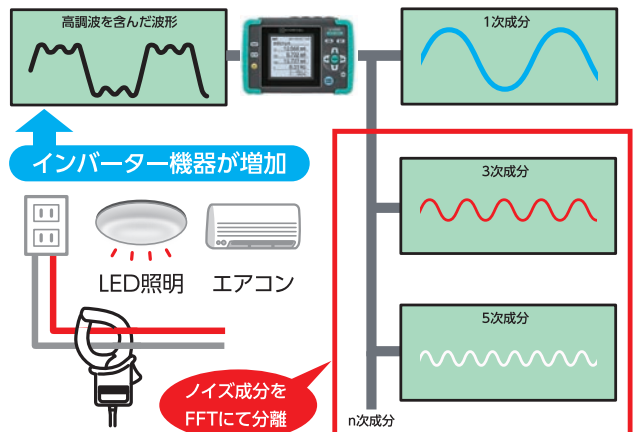 高調波を含んだ波形
1次成分
インバーター機器が増加
3次成分
LED照明
エアコン
5次成分
ノイズ成分を
FFTにて分離
n次成分